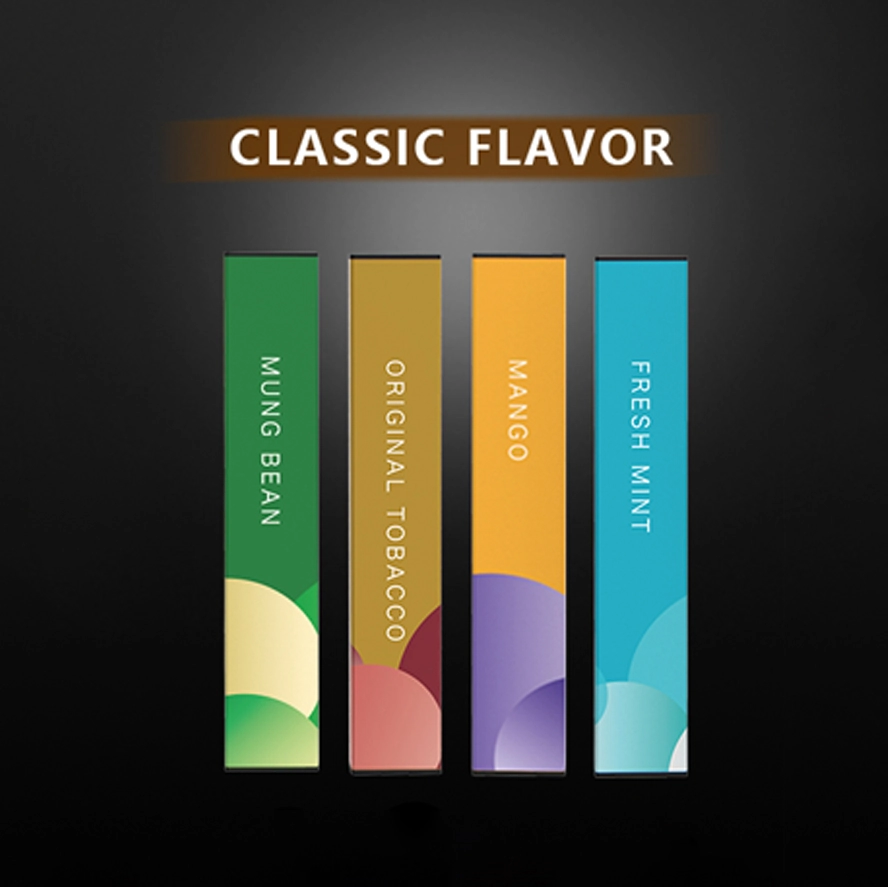 CLASSIC FLAVOR
MUNG BEAN
ORIGINAL TOBACCO
MANGO
FRESH MINT